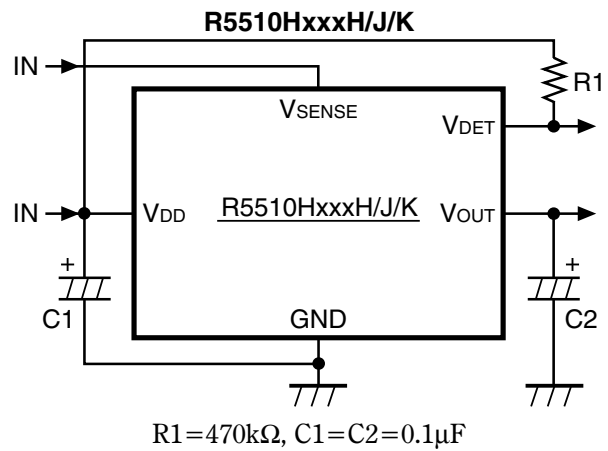 R5510HxxxH/J/K
IN
R1
VSENSE
VDET
IN
VDD
R5510HxxxH/J/K
VOUT
+
C1
GND
+
C2
R1=470kΩ, C1=C2=0.1μF